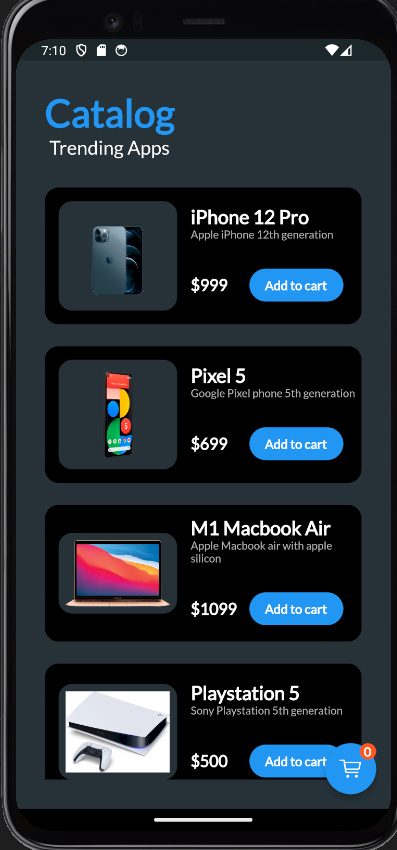 7:10
Catalog
Trending Apps
iPhone 12 Pro
Apple iPhone 12th generation
$999
Add to cart
Pixel 5
Google Pixel phone 5th generation
$699
Add to cart
M1 Macbook Air
Apple Macbook air with apple
silicon
$1099
Add to cart
Playstation 5
Sony Playstation 5th generation
$500
Add to cart
0